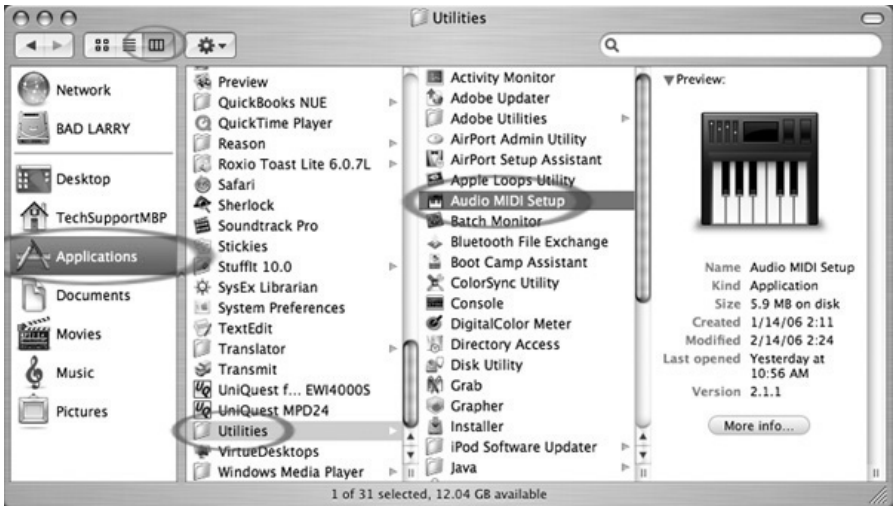 Utilities
Network
BAD LARRY
Desktop
TechSupportMBP
Applications
Documents
Movies
Music
Pictures
Preview
QuickBooks NUE
QuickTime Player
Reason
Roxio Toast Lite 6.0.7L
Safari
Sherlock
Soundtrack Pro
Stickies
StuffIt 10.0
SysEx Librarian
System Preferences
TextEdit
Translator
Transmit
UniQuest f... EWI4000S
UniQuest MPD24
Utilities
VirtueDesktops
Windows Media Player
Activity Monitor
Adobe Updater
Adobe Utilities
AirPort Admin Utility
AirPort Setup Assistant
Apple Loops Utility
Audio MIDI Setup
Batch Monitor
Bluetooth File Exchange
Boot Camp Assistant
ColorSync Utility
Console
DigitalColor Meter
Directory Access
Disk Utility
Grab
Grapher
Installer
iPod Software Updater
Java
Preview:
Name Audio MIDI Setup
Kind Application
Size 5.9 MB on disk
Created 1/14/06 2:11
Modified 2/14/06 2:24
Last opened Yesterday at
10:56 AM
Version 2.1.1
More info...
1 of 31 selected, 12.04 GB available